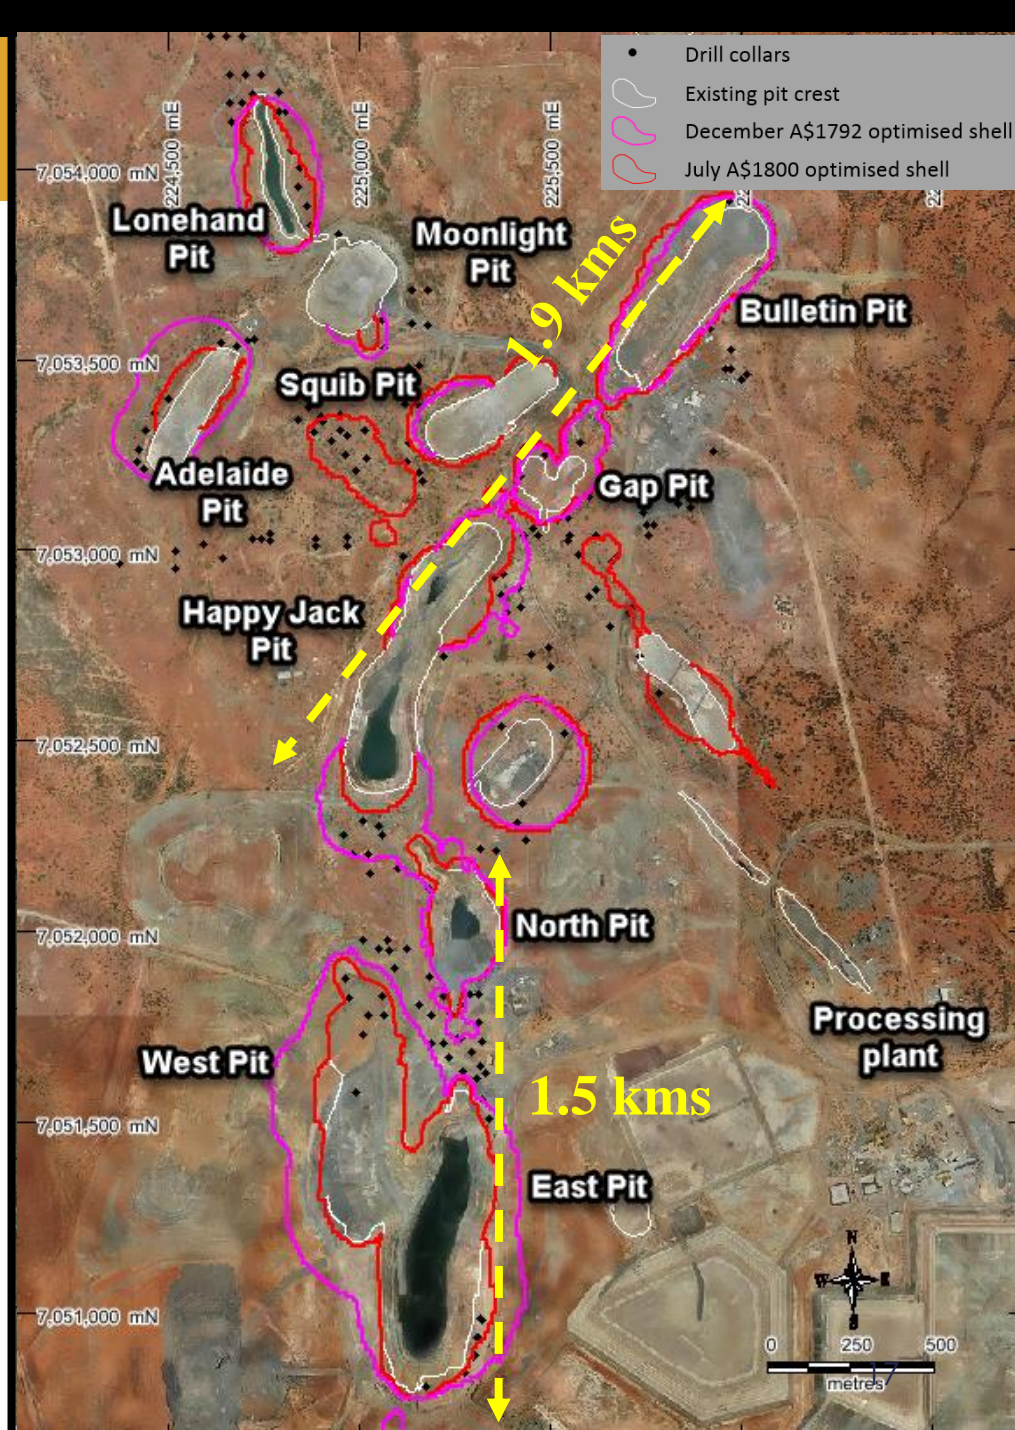 Drill collars
Existing pit crest
December A$1792 optimised shell
July A$1800 optimised shell
224,500 mE
225,000 mE
225,500 mE
7,054,000 mN
Lonehand
Pit
Moonlight
Pit
1.9 kms
Bulletin Pit
7,053,500 mN
Squib Pit
Adelaide
Pit
Gap Pit
7,053,000 mN
Happy Jack
Pit
7,052,500 mN
7,052,000 mN
North Pit
Processing
plant
West Pit
1.5 kms
7,051,500 mN
East Pit
N
W E
S
7,051,000 mN
0 250 500
metres
17